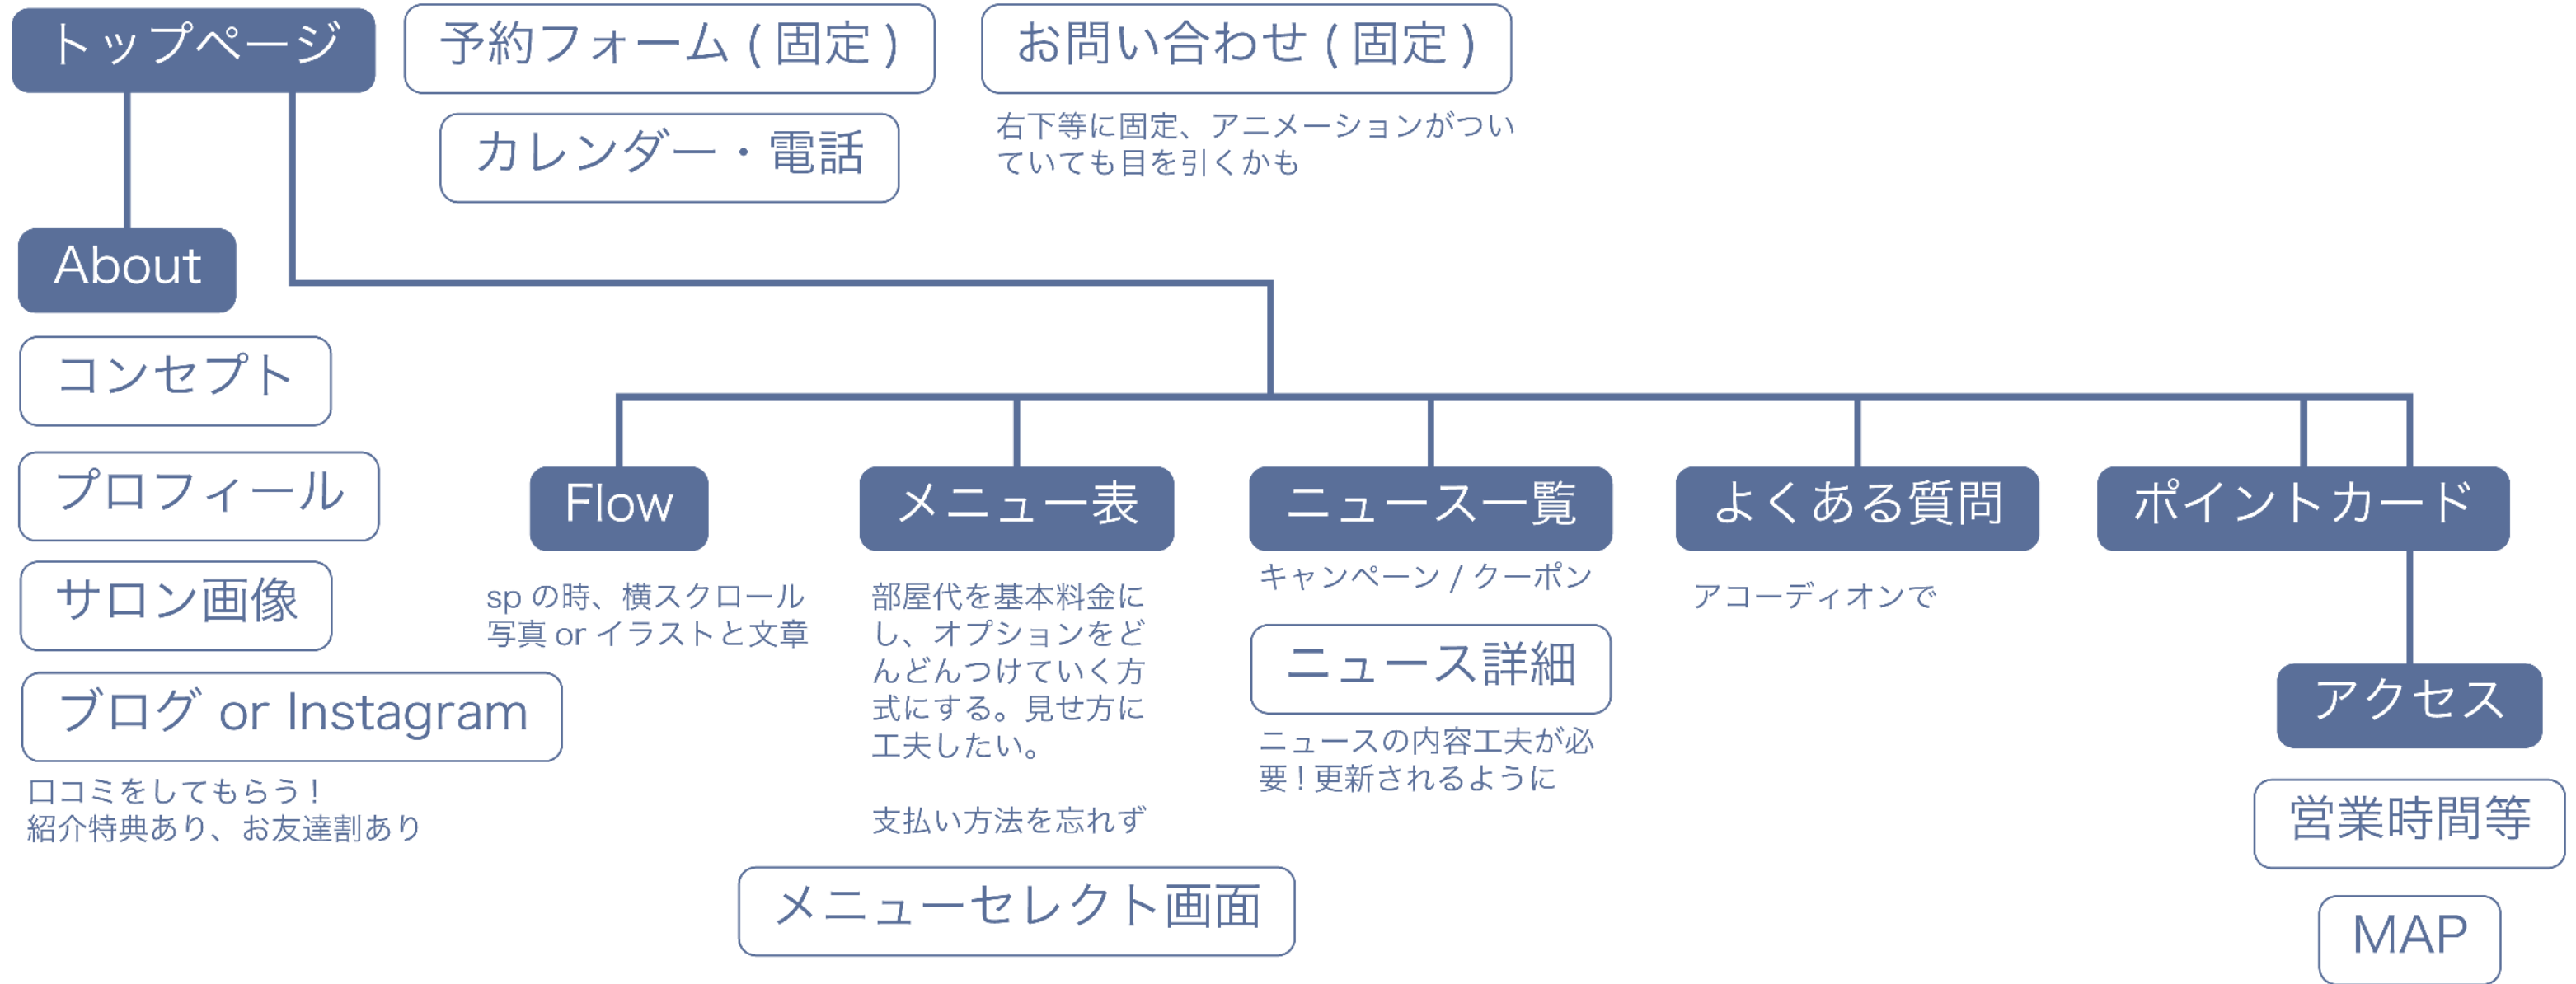 トップページ
予約フォーム ( 固定 )
お問い合わせ ( 固定 )
カレンダー・電話
右下等に固定、アニメーションがつい
ていても目を引くかも
About
コンセプト
プロフィール
サロン画像
ブログ or Instagram
口コミをしてもらう！
紹介特典あり、お友達割あり
Flow
sp の時、横スクロール
写真 or イラストと文章
メニュー表
部屋代を基本料金に
し、オプションをど
んどんつけていく方
式にする。見せ方に
工夫したい。
支払い方法を忘れず
メニューセレクト画面
ニュース一覧
キャンペーン / クーポン
ニュース詳細
ニュースの内容工夫が必
要！更新されるように
よくある質問
アコーディオンで
ポイントカード
アクセス
営業時間等
MAP